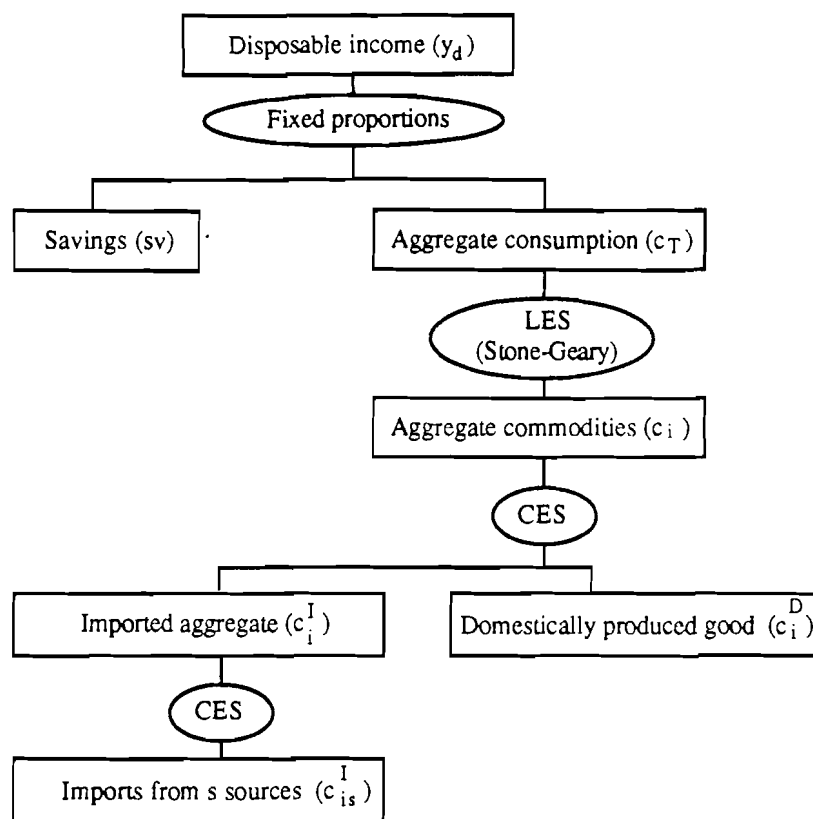 Disposable income (y_d)
Fixed proportions
Savings (sv)
Aggregate consumption (c_T)
LES
(Stone-Geary)
Aggregate commodities (c_i)
CES
Imported aggregate (c_i^I)
Domestically produced good (c_i^D)
CES
Imports from s sources (c_is^I)